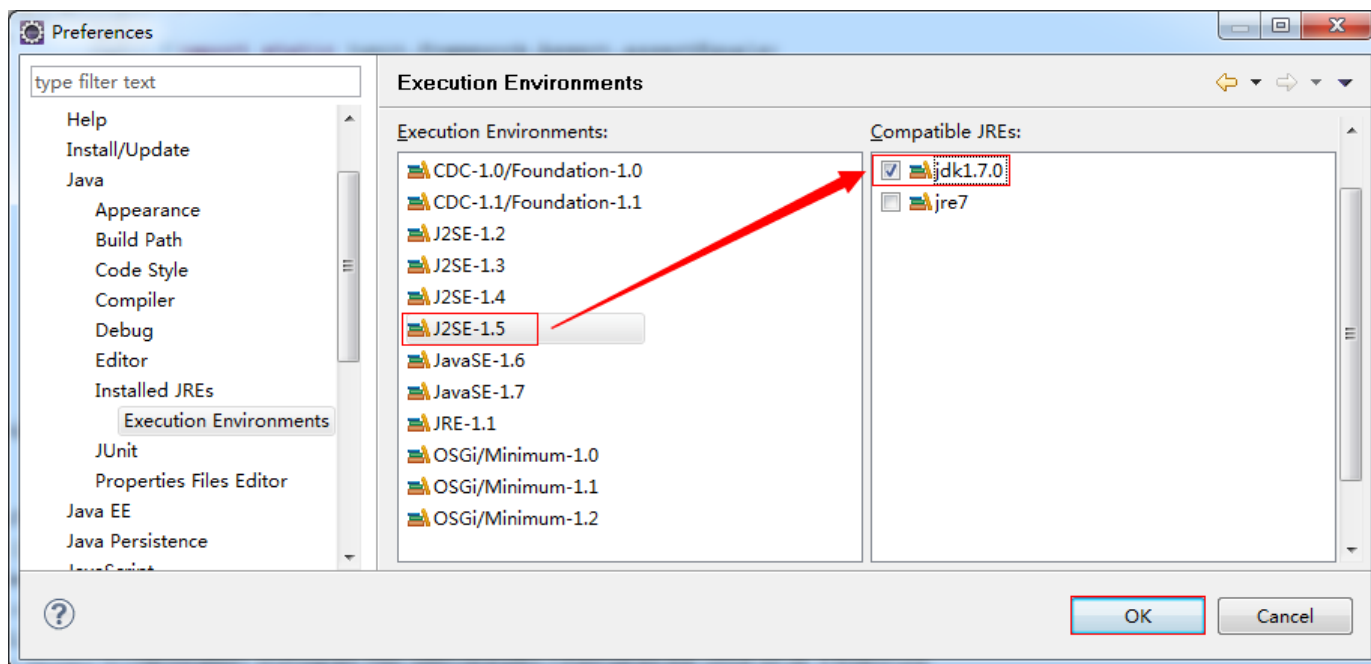 Preferences
type filter text
Help
Install/Update
Java
Appearance
Build Path
Code Style
Compiler
Debug
Editor
Installed JREs
Execution Environments
JUnit
Properties Files Editor
Java EE
Java Persistence
JavaScript
Execution Environments
Execution Environments:
CDC-1.0/Foundation-1.0
CDC-1.1/Foundation-1.1
J2SE-1.2
J2SE-1.3
J2SE-1.4
J2SE-1.5
JavaSE-1.6
JavaSE-1.7
JRE-1.1
OSGi/Minimum-1.0
OSGi/Minimum-1.1
OSGi/Minimum-1.2
Compatible JREs:
jdk1.7.0
jre7
OK
Cancel